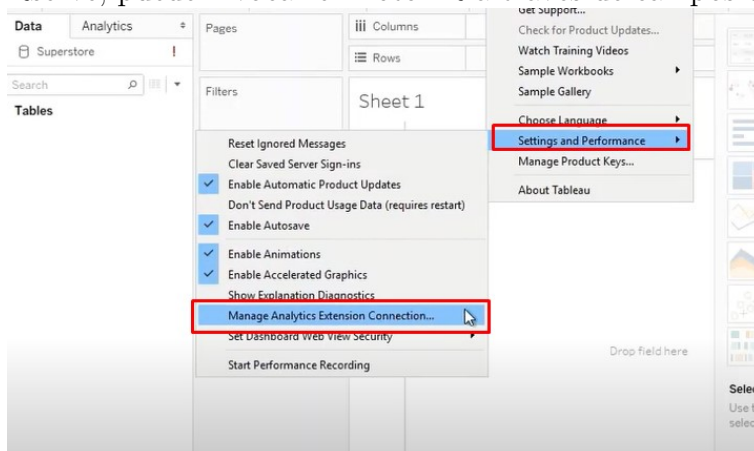 Data Analytics
Superstore !
Search
Tables
Pages
Filters
iii Columns
Rows
Sheet 1
Drop field here
Get Support...
Check for Product Updates...
Watch Training Videos
Sample Workbooks
Sample Gallery
Choose Language
Settings and Performance
Manage Product Keys...
About Tableau
Reset Ignored Messages
Clear Saved Server Sign-ins
Enable Automatic Product Updates
Don't Send Product Usage Data (requires restart)
Enable Autosave
Enable Animations
Enable Accelerated Graphics
Show Explanation Diagnostics
Manage Analytics Extension Connection...
Set Dashboard Web View Security
Start Performance Recording